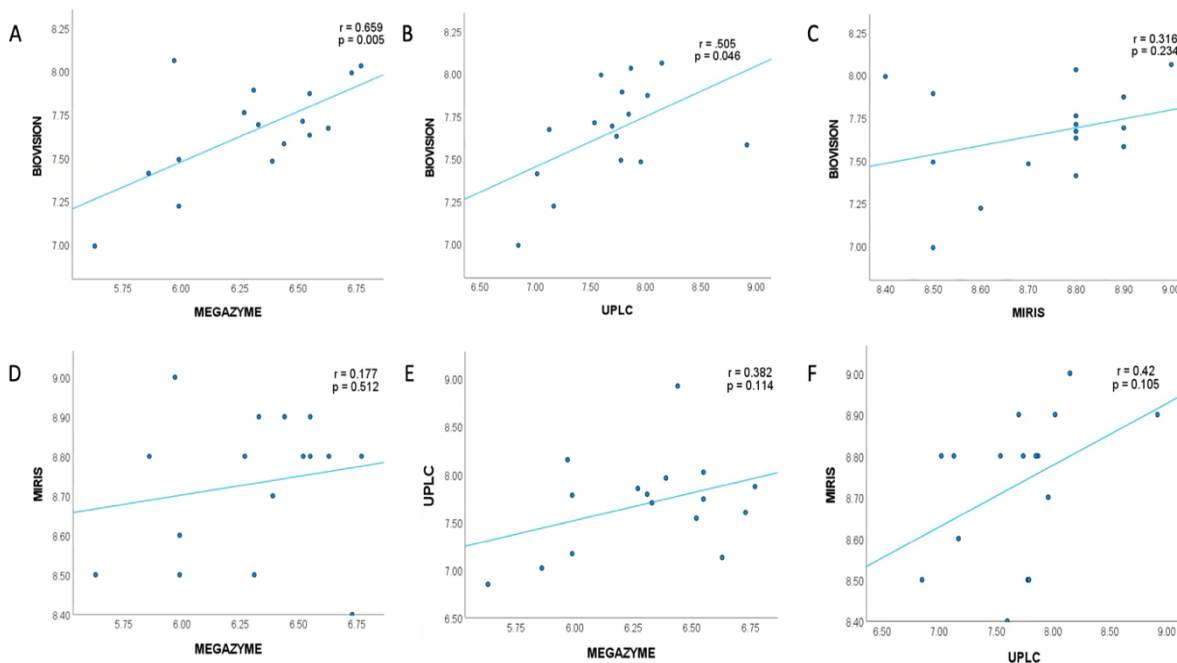 A
r = 0.659
p = 0.005
BIOVISION
8.25
8.00
7.75
7.50
7.25
7.00
5.75 6.00 6.25 6.50 6.75
MEGAZYME
B
r = .505
p = 0.046
BIOVISION
8.25
8.00
7.75
7.50
7.25
7.00
6.50 7.00 7.50 8.00 8.50 9.00
UPLC
C
r = 0.316
p = 0.234
BIOVISION
8.25
8.00
7.75
7.50
7.25
7.00
8.40 8.50 8.60 8.70 8.80 8.90 9.00
MIRIS
D
r = 0.177
p = 0.512
MIRIS
9.00
8.90
8.80
8.70
8.60
8.50
8.40
5.75 6.00 6.25 6.50 6.75
MEGAZYME
E
r = 0.382
p = 0.114
UPLC
9.00
8.50
8.00
7.50
7.00
6.50
5.75 6.00 6.25 6.50 6.75
MEGAZYME
F
r = 0.42
p = 0.105
MIRIS
9.00
8.90
8.80
8.70
8.60
8.50
8.40
6.50 7.00 7.50 8.00 8.50 9.00
UPLC